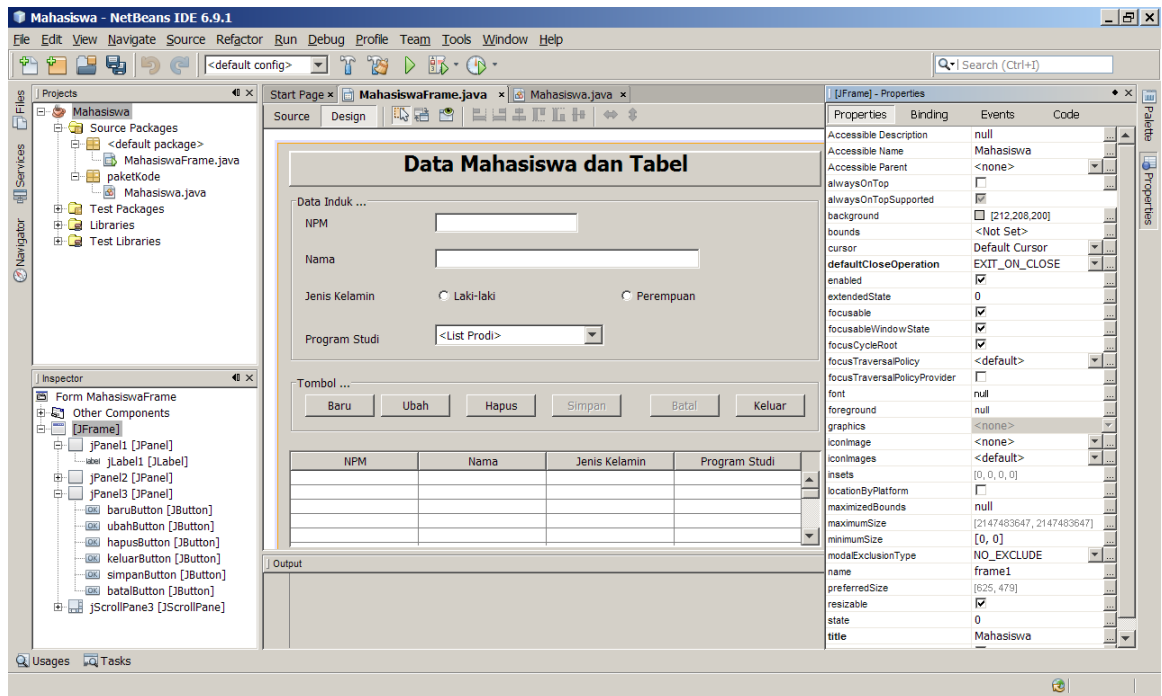 Mahasiswa - NetBeans IDE 6.9.1
File Edit View Navigate Source Refactor Run Debug Profile Team Tools Window Help
<default config>
Search (Ctrl+I)
Files
Services
Navigator
Projects
Mahasiswa
Source Packages
<default package>
MahasiswaFrame.java
paketKode
Mahasiswa.java
Test Packages
Libraries
Test Libraries
Inspector
Form MahasiswaFrame
Other Components
[JFrame]
jPanel1 [JPanel]
label jLabel1 [JLabel]
jPanel2 [JPanel]
jPanel3 [JPanel]
OK baruButton [JButton]
OK ubahButton [JButton]
OK hapusButton [JButton]
OK keluarButton [JButton]
OK simpanButton [JButton]
OK batalButton [JButton]
jScrollPane3 [JScrollPane]
Start Page MahasiswaFrame.java Mahasiswa.java
Source Design
Data Mahasiswa dan Tabel
Data Induk ...
NPM
Nama
Jenis Kelamin Laki-laki Perempuan
Program Studi <List Prodi>
Tombol ...
Baru Ubah Hapus Simpan Batal Keluar
NPM Nama Jenis Kelamin Program Studi
Output
[JFrame] - Properties
Properties Binding Events Code
Accessible Description null
Accessible Name Mahasiswa
Accessible Parent <none>
alwaysOnTop
alwaysOnTopSupported
background [212,208,200]
bounds <Not Set>
cursor Default Cursor
defaultCloseOperation EXIT_ON_CLOSE
enabled
extendedState 0
focusable
focusableWindowState
focusCycleRoot
focusTraversalPolicy <default>
focusTraversalPolicyProvider
font null
foreground null
graphics <none>
iconImage <none>
iconImages <default>
insets [0, 0, 0, 0]
locationByPlatform
maximizedBounds null
maximumSize [2147483647, 2147483647]
minimumSize [0, 0]
modalExclusionType NO_EXCLUDE
name frame1
preferredSize [625, 479]
resizable
state 0
title Mahasiswa
Palette
Properties
Usages Tasks